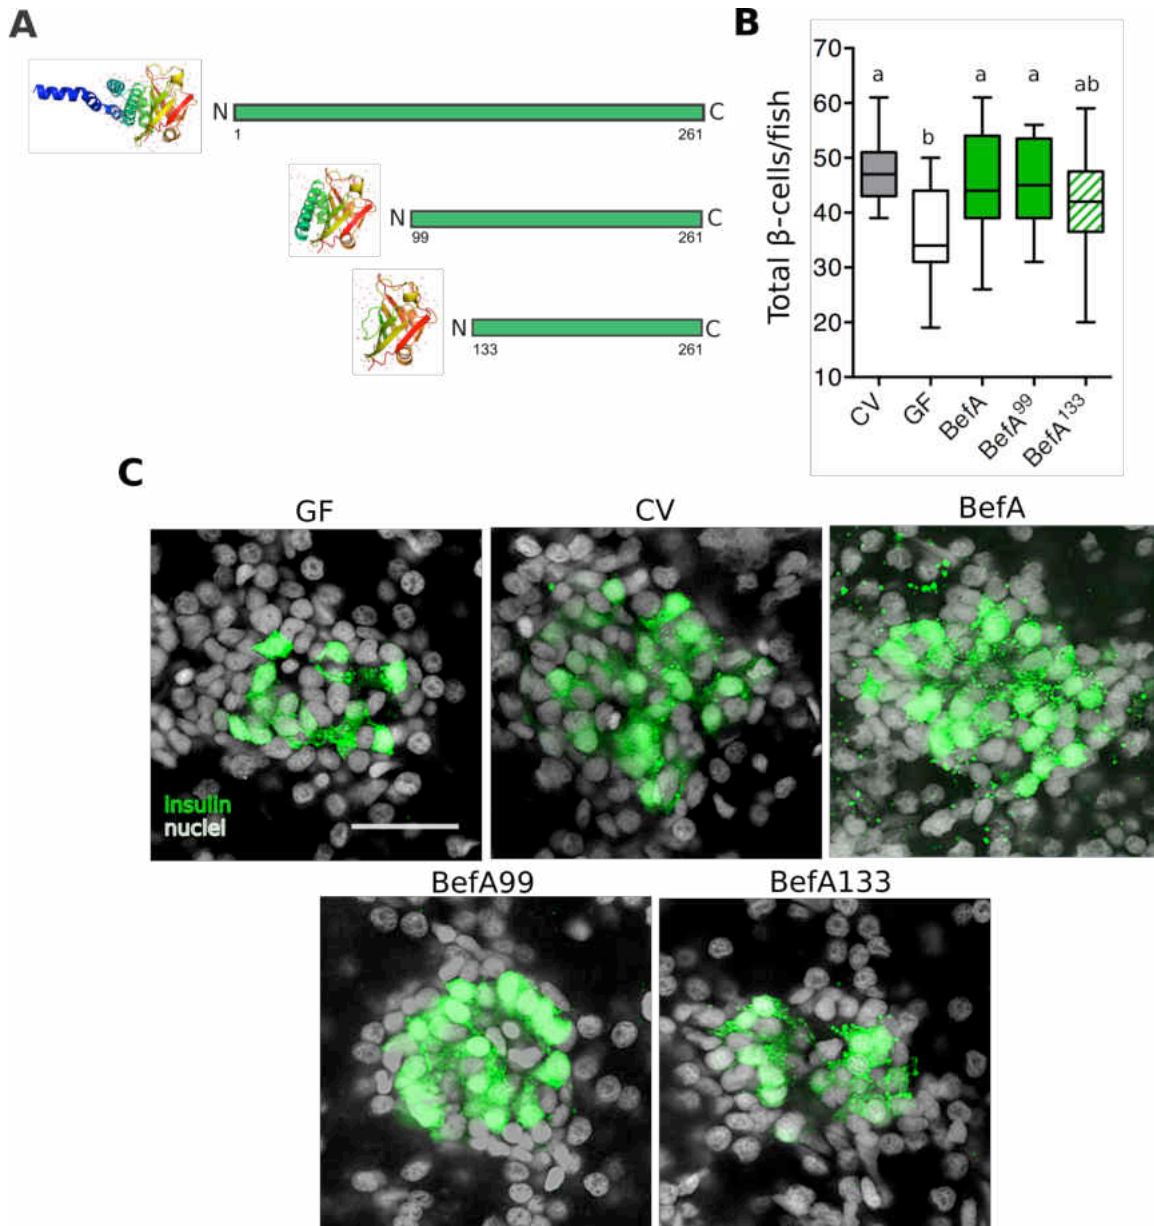 A
N
C
1
261
N
C
99
261
N
C
133
261
B
Total β-cells/fish
70
60
50
40
30
20
10
a
b
a
a
ab
CV
GF
BefA
BefA⁹⁹
BefA¹³³
C
GF
CV
BefA
insulin
nuclei
BefA99
BefA133